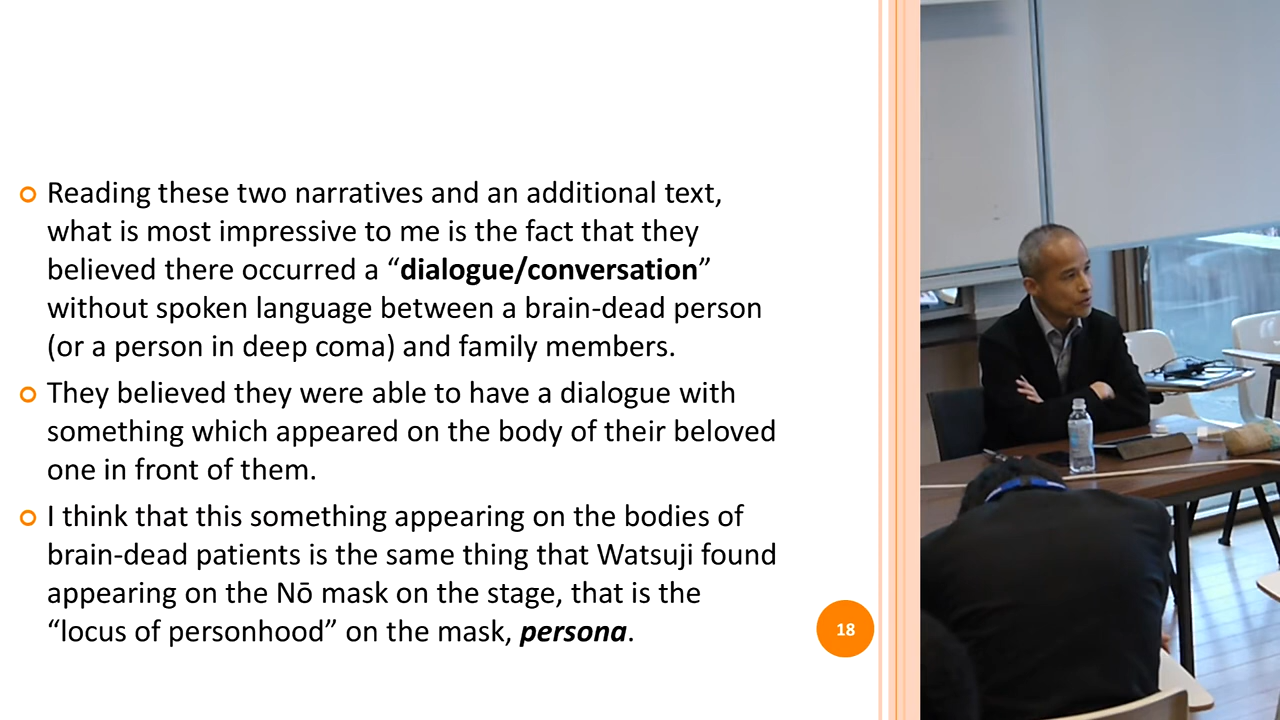 Reading these two narratives and an additional text,
what is most impressive to me is the fact that they
believed there occurred a “dialogue/conversation”
without spoken language between a brain-dead person
(or a person in deep coma) and family members.
They believed they were able to have a dialogue with
something which appeared on the body of their beloved
one in front of them.
I think that this something appearing on the bodies of
brain-dead patients is the same thing that Watsuji found
appearing on the Nō mask on the stage, that is the
“locus of personhood” on the mask, persona.
18